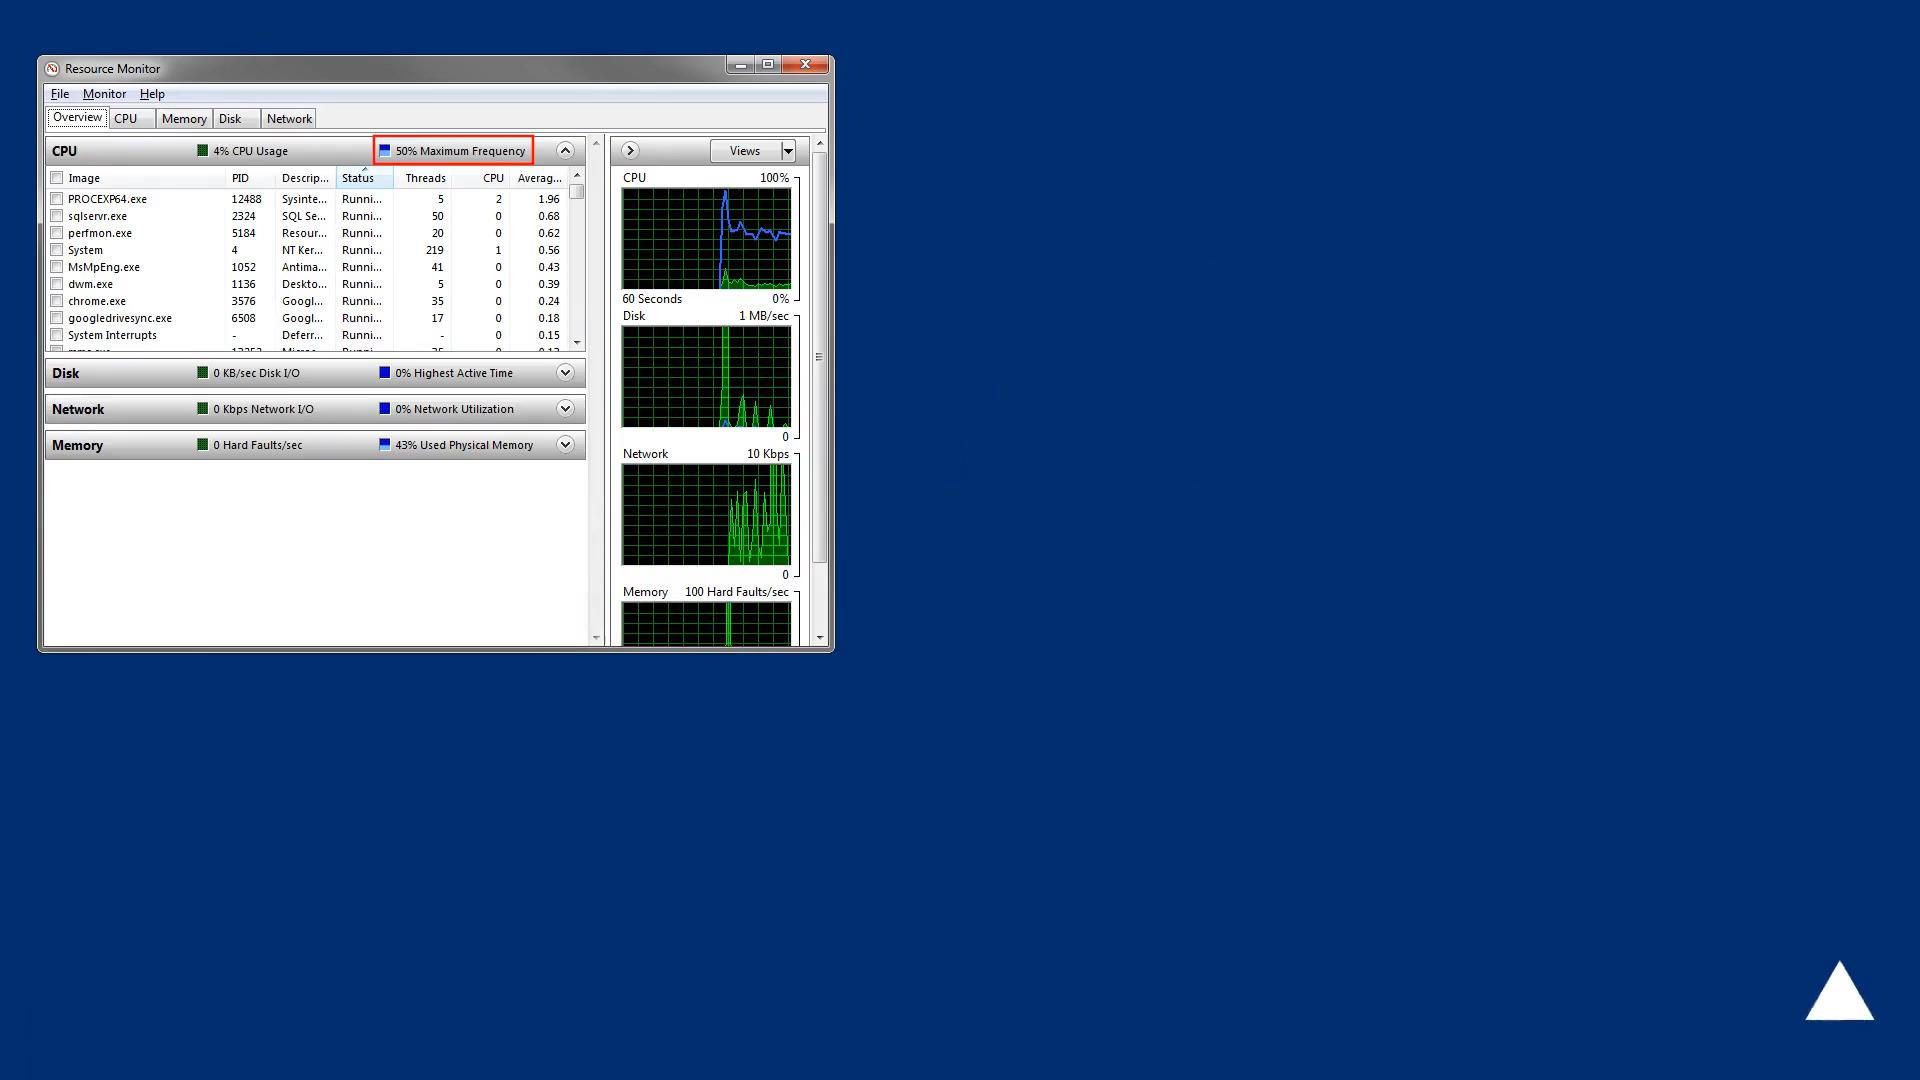 Resource Monitor
File Monitor Help
Overview CPU Memory Disk Network
CPU 4% CPU Usage 50% Maximum Frequency
Image PID Descrip... Status Threads CPU Averag...
PROCEXP64.exe 12488 Sysinte... Runni... 5 2 1.96
sqlservr.exe 2324 SQL Se... Runni... 50 0 0.68
perfmon.exe 5184 Resour... Runni... 20 0 0.62
System 4 NT Ker... Runni... 219 1 0.56
MsMpEng.exe 1052 Antima... Runni... 41 0 0.43
dwm.exe 1136 Deskto... Runni... 5 0 0.39
chrome.exe 3576 Googl... Runni... 35 0 0.24
googledrivesync.exe 6508 Googl... Runni... 17 0 0.18
System Interrupts - Deferr... Runni... - 0 0.15
Disk 0 KB/sec Disk I/O 0% Highest Active Time
Network 0 Kbps Network I/O 0% Network Utilization
Memory 0 Hard Faults/sec 43% Used Physical Memory
Views
CPU 100%
60 Seconds 0%
Disk 1 MB/sec
0
Network 10 Kbps
0
Memory 100 Hard Faults/sec